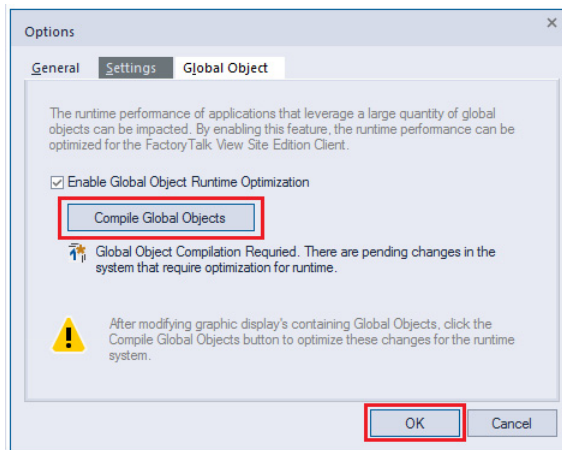 Options
General Settings Global Object
The runtime performance of applications that leverage a large quantity of global
objects can be impacted. By enabling this feature, the runtime performance can be
optimized for the FactoryTalk View Site Edition Client.
Enable Global Object Runtime Optimization
Compile Global Objects
Global Object Compilation Requried. There are pending changes in the
system that require optimization for runtime.
After modifying graphic display's containing Global Objects, click the
Compile Global Objects button to optimize these changes for the runtime
system.
OK Cancel